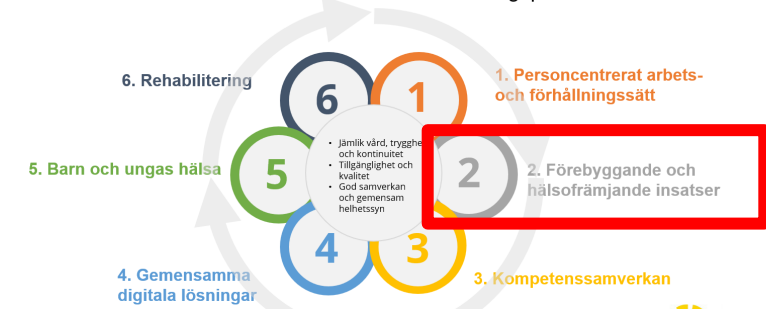 6. Rehabilitering
1. Personcentrerat arbets-
och förhållningssätt
6
1
• Jämlik vård, trygghe
och kontinuitet
• Tillgänglighet och
kvalitet
• God samverkan
och gemensam
helhetssyn
5. Barn och ungas hälsa
5
2
2. Förebyggande och
hälsofrämjande insatser
4
3
4. Gemensamma
digitala lösningar
3. Kompetenssamverkan